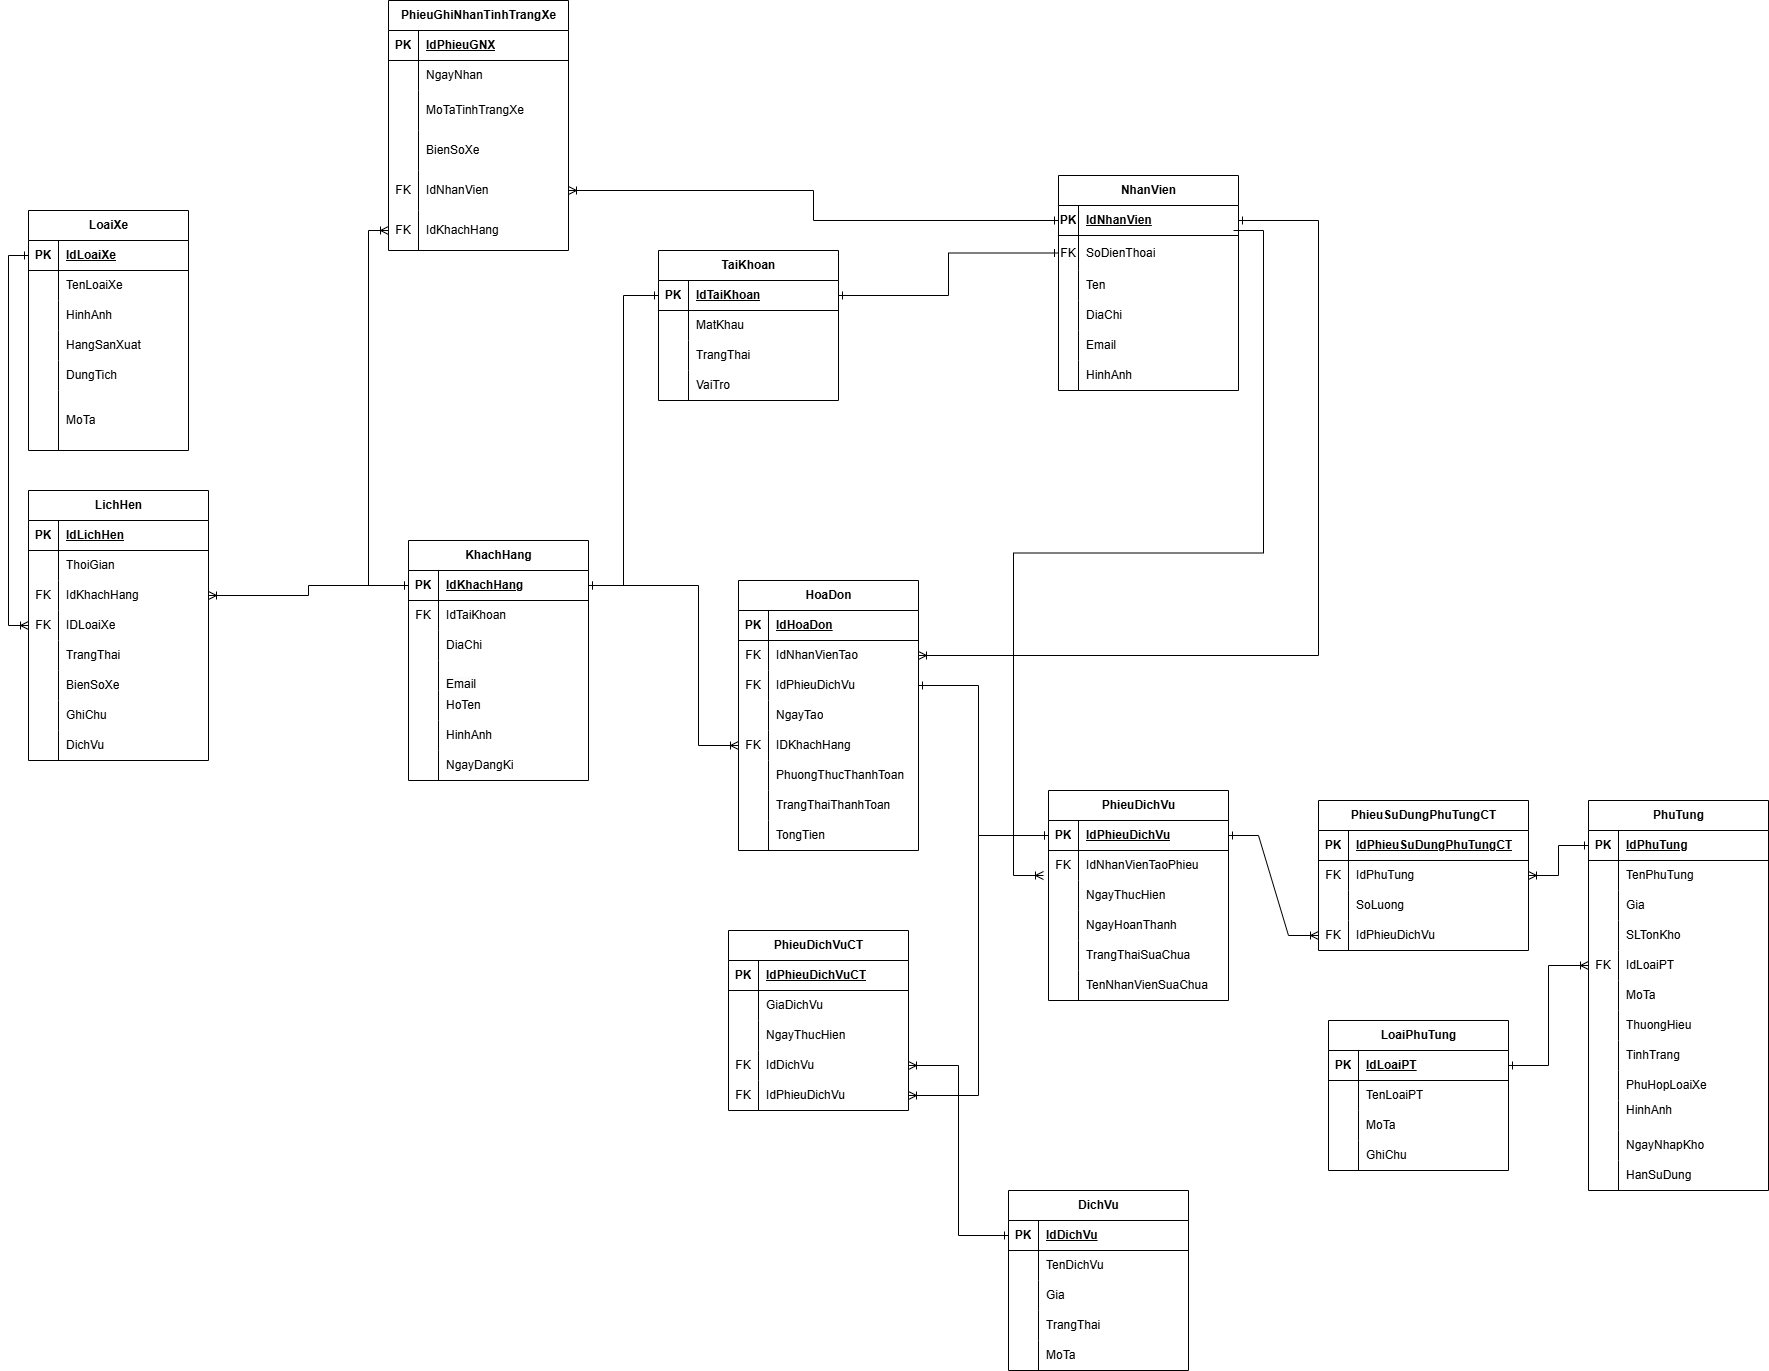 PhieuGhiNhanTinhTrangXe
PK IdPhieuGNX
NgayNhan
MoTaTinhTrangXe
BienSoXe
FK IdNhanVien
FK IdKhachHang
NhanVien
PK IdNhanVien
FK SoDienThoai
Ten
DiaChi
Email
HinhAnh
LoaiXe
PK IdLoaiXe
TenLoaiXe
HinhAnh
HangSanXuat
DungTich
MoTa
TaiKhoan
PK IdTaiKhoan
MatKhau
TrangThai
VaiTro
LichHen
PK IdLichHen
ThoiGian
FK IdKhachHang
FK IDLoaiXe
TrangThai
BienSoXe
GhiChu
DichVu
KhachHang
PK IdKhachHang
FK IdTaiKhoan
DiaChi
Email
HoTen
HinhAnh
NgayDangKi
HoaDon
PK IdHoaDon
FK IdNhanVienTao
FK IdPhieuDichVu
NgayTao
FK IDKhachHang
PhuongThucThanhToan
TrangThaiThanhToan
TongTien
PhieuDichVu
PK IdPhieuDichVu
FK IdNhanVienTaoPhieu
NgayThucHien
NgayHoanThanh
TrangThaiSuaChua
TenNhanVienSuaChua
PhieuSuDungPhuTungCT
PK IdPhieuSuDungPhuTungCT
FK IdPhuTung
SoLuong
FK IdPhieuDichVu
PhuTung
PK IdPhuTung
TenPhuTung
Gia
SLTonKho
FK IdLoaiPT
MoTa
ThuongHieu
TinhTrang
PhuHopLoaiXe
HinhAnh
NgayNhapKho
HanSuDung
PhieuDichVuCT
PK IdPhieuDichVuCT
GiaDichVu
NgayThucHien
FK IdDichVu
FK IdPhieuDichVu
LoaiPhuTung
PK IdLoaiPT
TenLoaiPT
MoTa
GhiChu
DichVu
PK IdDichVu
TenDichVu
Gia
TrangThai
MoTa